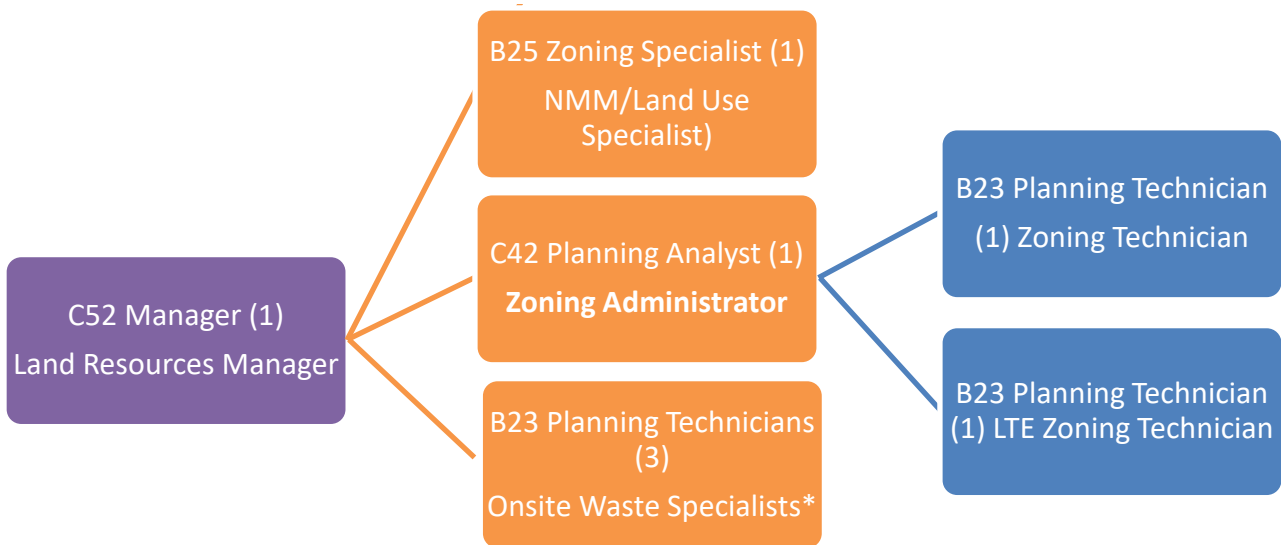 B25 Zoning Specialist (1)
NMM/Land Use
Specialist)
C52 Manager (1)
Land Resources Manager
C42 Planning Analyst (1)
Zoning Administrator
B23 Planning Technicians
(3)
Onsite Waste Specialists*
B23 Planning Technician
(1) Zoning Technician
B23 Planning Technician
(1) LTE Zoning Technician